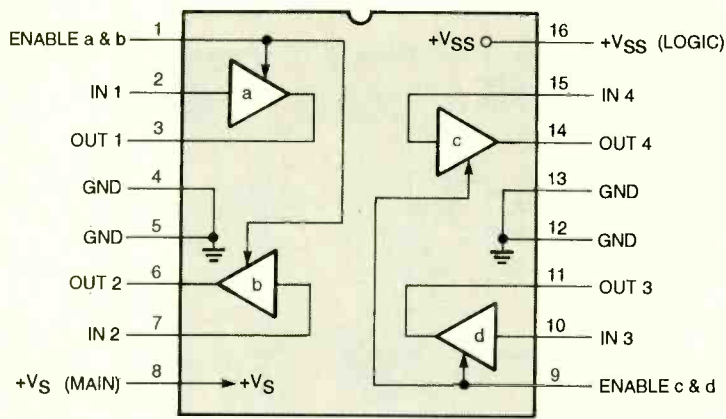 ENABLE a & b 1
IN 1 2
OUT 1 3
GND 4
GND 5
OUT 2 6
IN 2 7
+VS (MAIN) 8
+VS
a
b
+VSS
16 +VSS (LOGIC)
15 IN 4
14 OUT 4
13 GND
12 GND
11 OUT 3
10 IN 3
9 ENABLE c & d
c
d